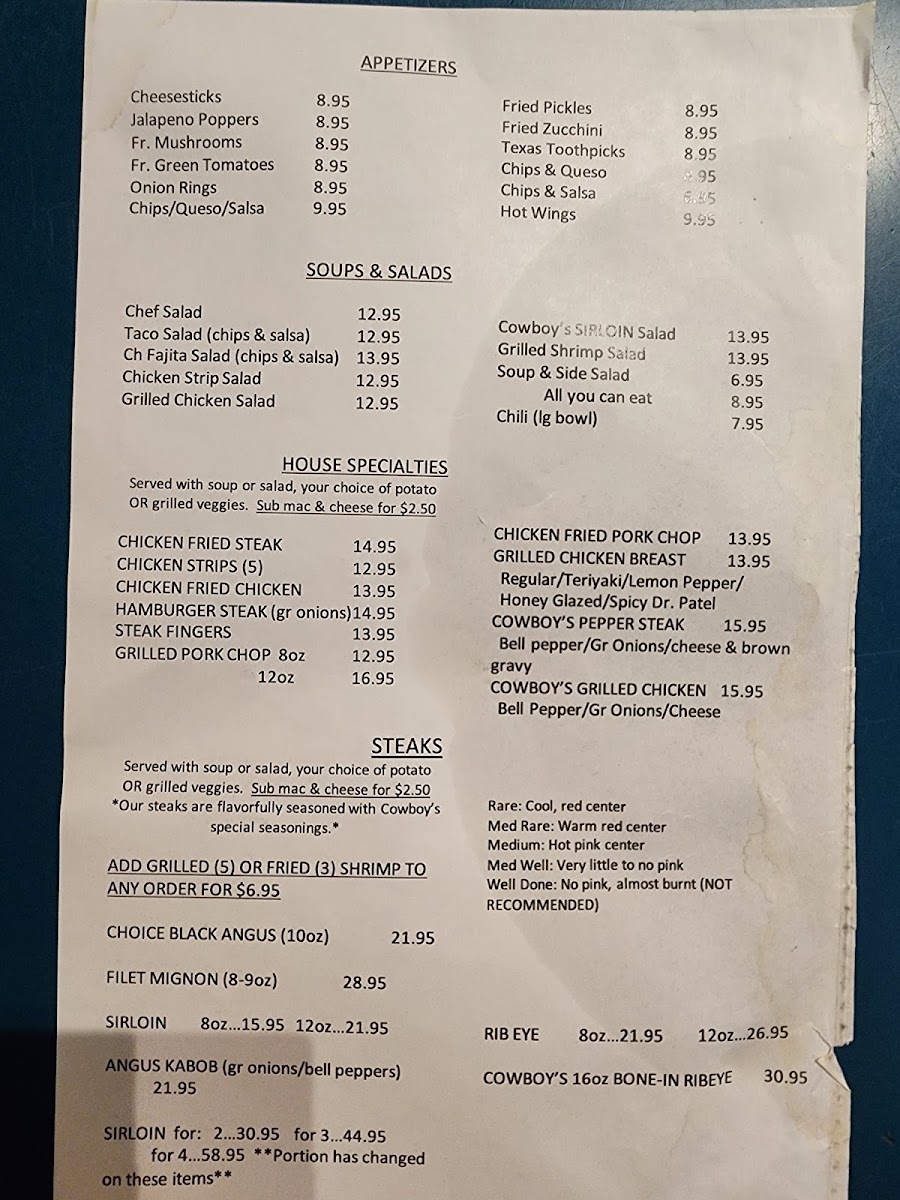 APPETIZERS
Cheesesticks 8.95
Jalapeno Poppers 8.95
Fr. Mushrooms 8.95
Fr. Green Tomatoes 8.95
Onion Rings 8.95
Chips/Queso/Salsa 9.95
Fried Pickles 8.95
Fried Zucchini 8.95
Texas Toothpicks 8.95
Chips & Queso
Chips & Salsa
Hot Wings 9.95
SOUPS & SALADS
Chef Salad 12.95
Taco Salad (chips & salsa) 12.95
Ch Fajita Salad (chips & salsa) 13.95
Chicken Strip Salad 12.95
Grilled Chicken Salad 12.95
Cowboy's SIRLOIN Salad 13.95
Grilled Shrimp Salad 13.95
Soup & Side Salad 6.95
All you can eat 8.95
Chili (lg bowl) 7.95
HOUSE SPECIALTIES
Served with soup or salad, your choice of potato
OR grilled veggies. Sub mac & cheese for $2.50
CHICKEN FRIED STEAK 14.95
CHICKEN STRIPS (5) 12.95
CHICKEN FRIED CHICKEN 13.95
HAMBURGER STEAK (gr onions)14.95
STEAK FINGERS 13.95
GRILLED PORK CHOP 8oz 12.95
12oz 16.95
CHICKEN FRIED PORK CHOP 13.95
GRILLED CHICKEN BREAST 13.95
Regular/Teriyaki/Lemon Pepper/
Honey Glazed/Spicy Dr. Patel
COWBOY'S PEPPER STEAK 15.95
Bell pepper/Gr Onions/cheese & brown
gravy
COWBOY'S GRILLED CHICKEN 15.95
Bell Pepper/Gr Onions/Cheese
STEAKS
Served with soup or salad, your choice of potato
OR grilled veggies. Sub mac & cheese for $2.50
*Our steaks are flavorfully seasoned with Cowboy's
special seasonings.*
ADD GRILLED (5) OR FRIED (3) SHRIMP TO
ANY ORDER FOR $6.95
CHOICE BLACK ANGUS (10oz) 21.95
FILET MIGNON (8-9oz) 28.95
SIRLOIN 8oz...15.95 12oz...21.95
ANGUS KABOB (gr onions/bell peppers)
21.95
SIRLOIN for: 2...30.95 for 3...44.95
for 4...58.95 **Portion has changed
on these items**
Rare: Cool, red center
Med Rare: Warm red center
Medium: Hot pink center
Med Well: Very little to no pink
Well Done: No pink, almost burnt (NOT
RECOMMENDED)
RIB EYE 8oz...21.95 12oz...26.95
COWBOY'S 16oz BONE-IN RIBEYE 30.95